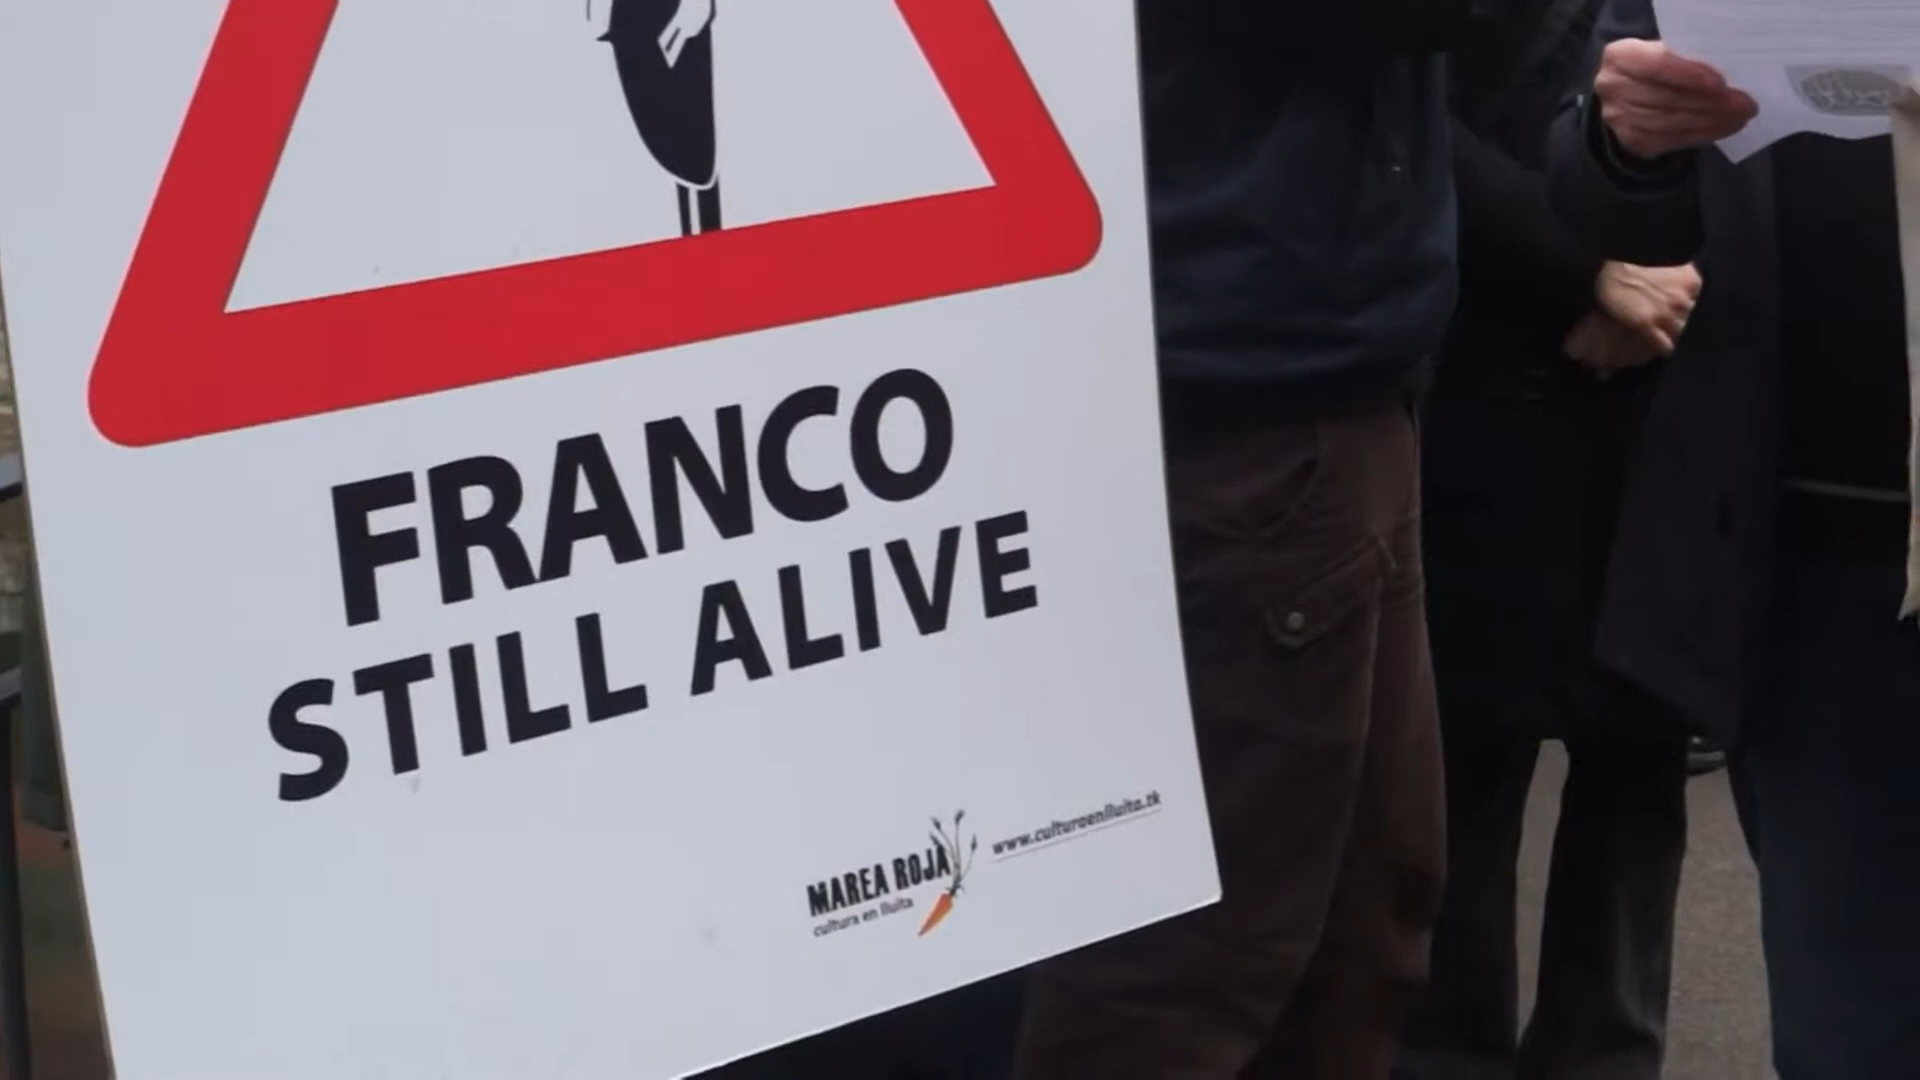 FRANCO
STILL ALIVE
MAREA ROJA
cultura en lluita
www.culturaenlluita.tk